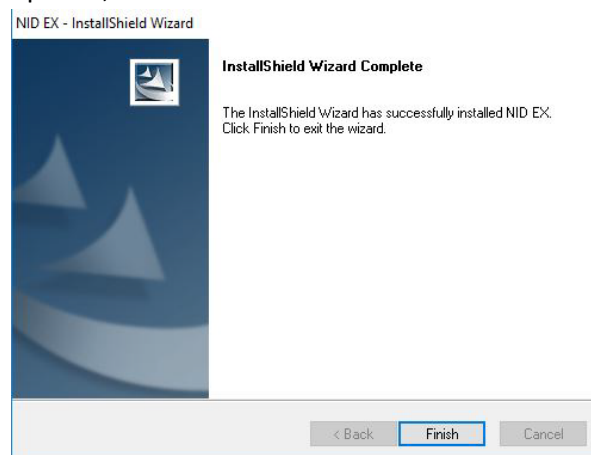 NID EX - InstallShield Wizard
InstallShield Wizard Complete
The InstallShield Wizard has successfully installed NID EX.
Click Finish to exit the wizard.
< Back
Finish
Cancel